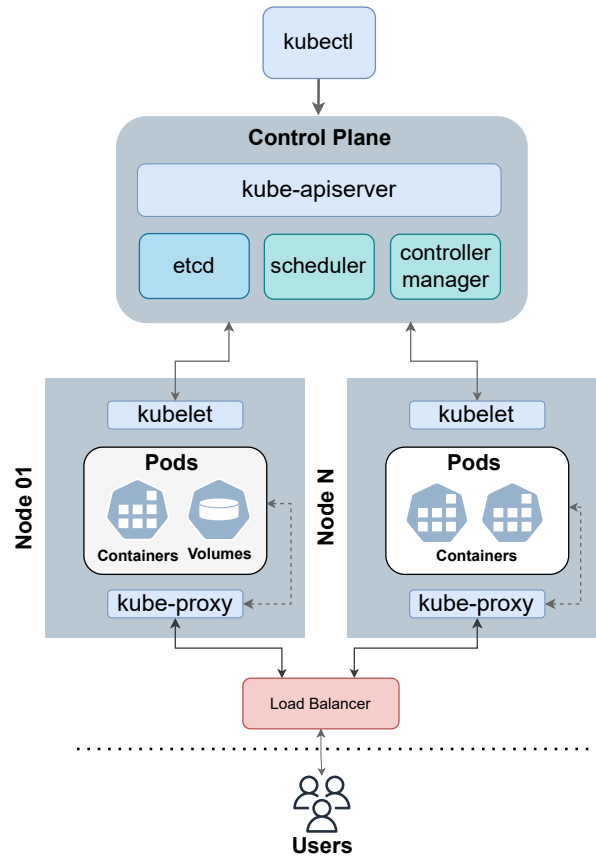 kubectl
Control Plane
kube-apiserver
etcd
scheduler
controller
manager
Node 01
kubelet
Pods
Containers
Volumes
kube-proxy
Node N
kubelet
Pods
Containers
kube-proxy
Load Balancer
Users